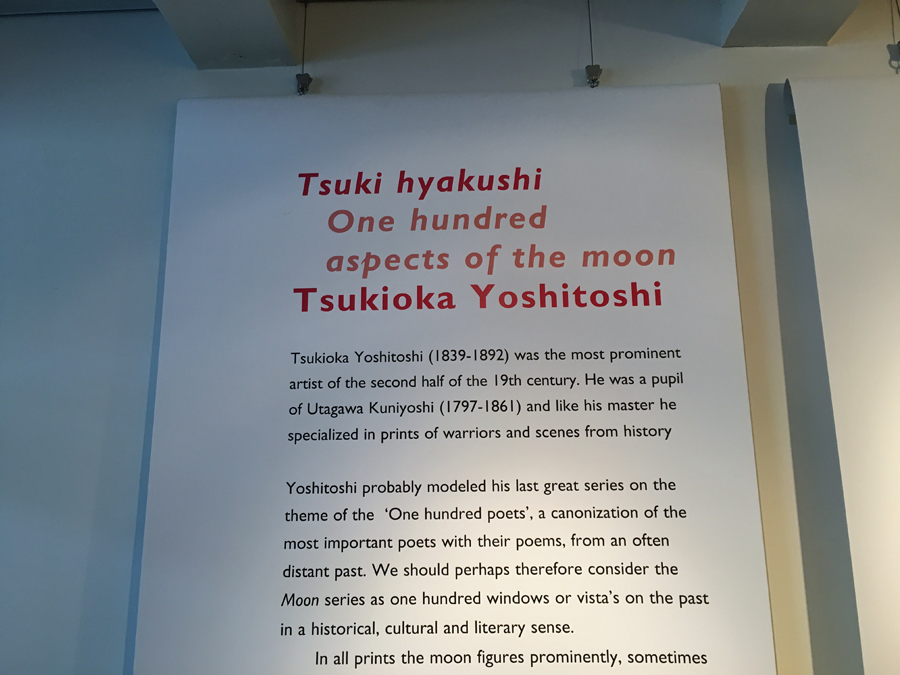 Tsuki hyakushi
One hundred
aspects of the moon
Tsukioka Yoshitoshi
Tsukioka Yoshitoshi (1839-1892) was the most prominent
artist of the second half of the 19th century. He was a pupil
of Utagawa Kuniyoshi (1797-1861) and like his master he
specialized in prints of warriors and scenes from history
Yoshitoshi probably modeled his last great series on the
theme of the ‘One hundred poets’, a canonization of the
most important poets with their poems, from an often
distant past. We should perhaps therefore consider the
Moon series as one hundred windows or vista’s on the past
in a historical, cultural and literary sense.
In all prints the moon figures prominently, sometimes